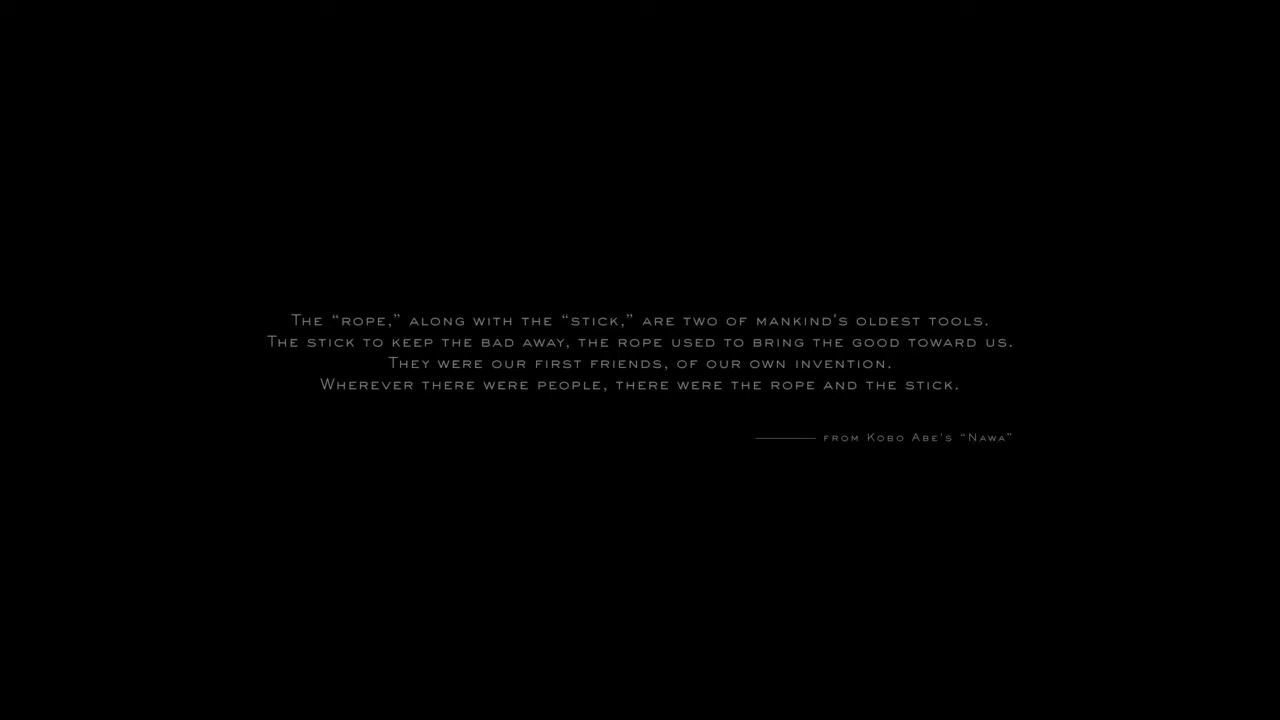 The “rope,” along with the “stick,” are two of mankind's oldest tools.
The stick to keep the bad away, the rope used to bring the good toward us.
They were our first friends, of our own invention.
Wherever there were people, there were the rope and the stick.
from Kobo Abe's “Nawa”